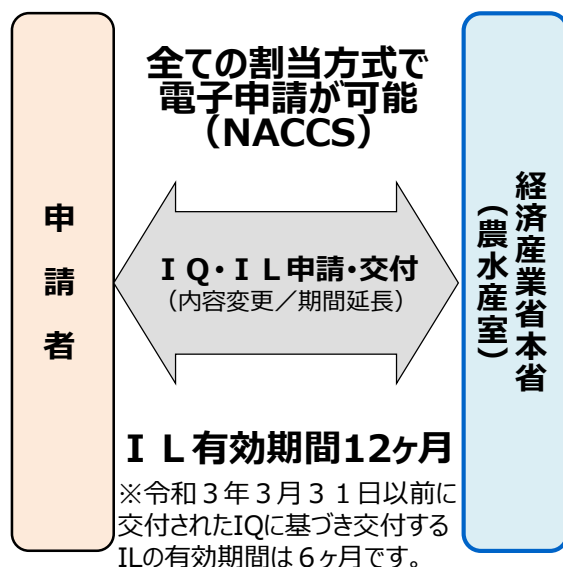 全ての割当方式で
電子申請が可能
（NACCS）
申請者
ＩＱ・ＩＬ申請・交付
（内容変更／期間延長）
経済産業省本省
（農水産室）
ＩＬ有効期間12ヶ月
※令和３年３月３１日以前に
交付されたIQに基づき交付する
ILの有効期間は６ヶ月です。